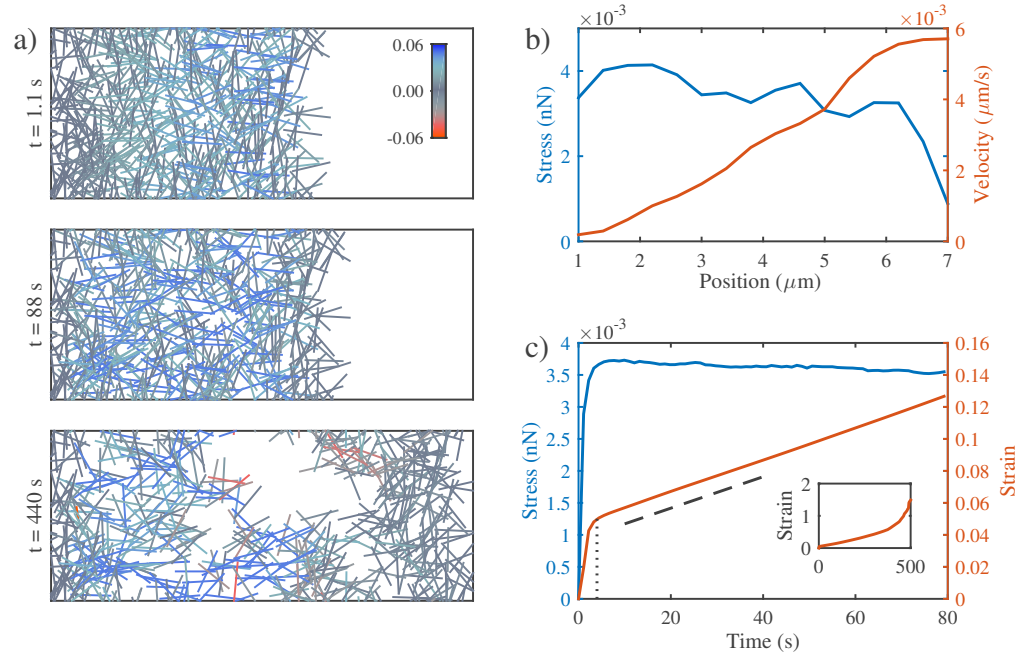 a)
t = 11.1 s
0.06
0.00
-0.06
t = 88 s
t = 440 s
b)
×10⁻³
×10⁻³
Stress (nN)
4
2
0
Velocity (μm/s)
6
4
2
0
1 2 3 4 5 6 7
Position (μm)
c)
×10⁻³
Stress (nN)
4
3.5
3
2.5
2
1.5
1
0.5
0
Strain
0.16
0.14
0.12
0.1
0.08
0.06
0.04
0.02
0
Strain
2
1
0
0 500
0 20 40 60 80
Time (s)